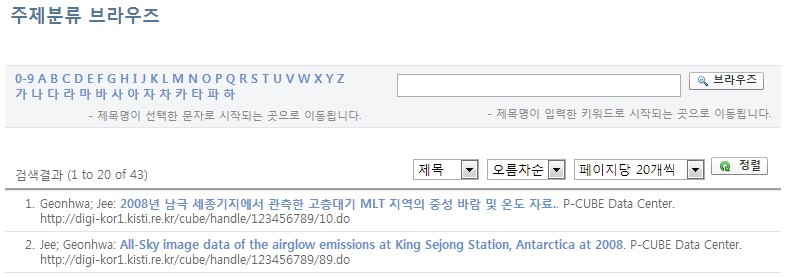 주제분류 브라우즈
0-9 A B C D E F G H I J K L M N O P Q R S T U V W X Y Z
가 나 다 라 마 바 사 아 자 차 카 타 파 하
브라우즈
- 제목명이 선택한 문자로 시작되는 곳으로 이동됩니다.
- 제목명이 입력한 키워드로 시작되는 곳으로 이동됩니다.
검색결과 (1 to 20 of 43)
제목 오름차순 페이지당 20개씩 정렬
1. Geonhwa; Jee: 2008년 남극 세종기지에서 관측한 고층대기 MLT 지역의 중성 바람 및 온도 자료.. P-CUBE Data Center.
http://digi-kor1.kisti.re.kr/cube/handle/123456789/10.do
2. Jee; Geonhwa: All-Sky image data of the airglow emissions at King Sejong Station, Antarctica at 2008. P-CUBE Data Center.
http://digi-kor1.kisti.re.kr/cube/handle/123456789/89.do